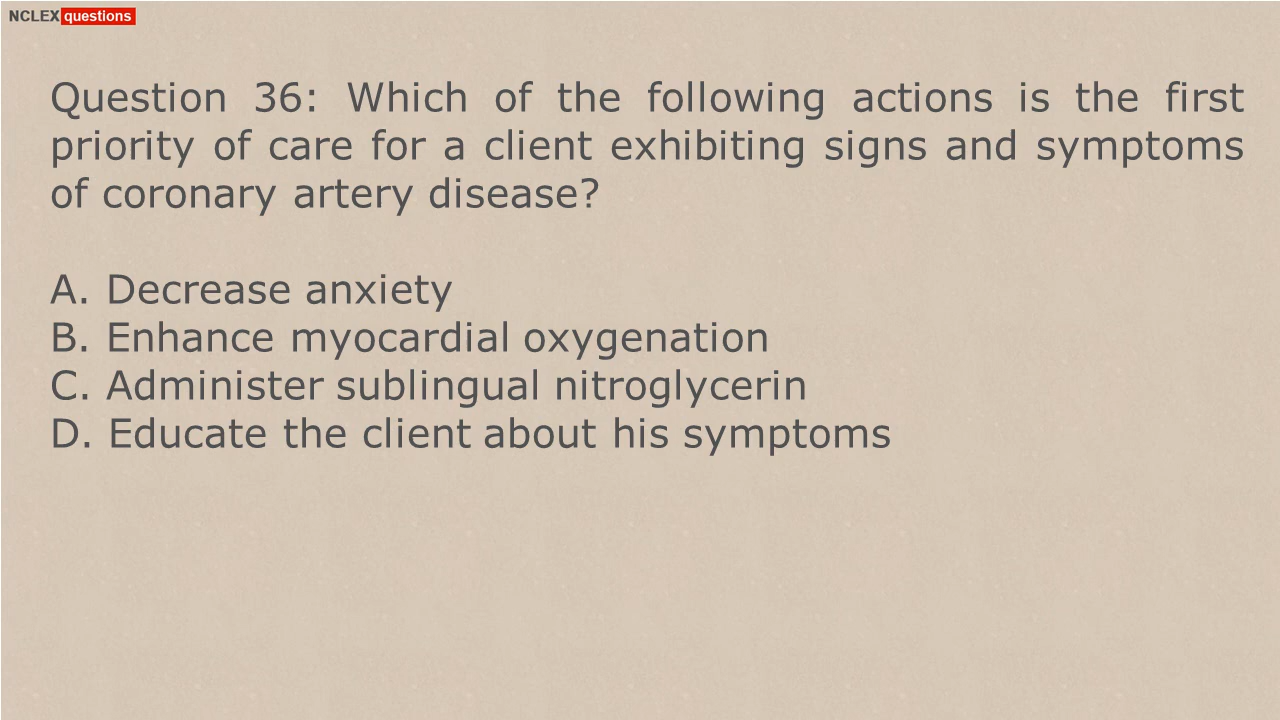 NCLEX questions
Question 36: Which of the following actions is the first
priority of care for a client exhibiting signs and symptoms
of coronary artery disease?
A. Decrease anxiety
B. Enhance myocardial oxygenation
C. Administer sublingual nitroglycerin
D. Educate the client about his symptoms